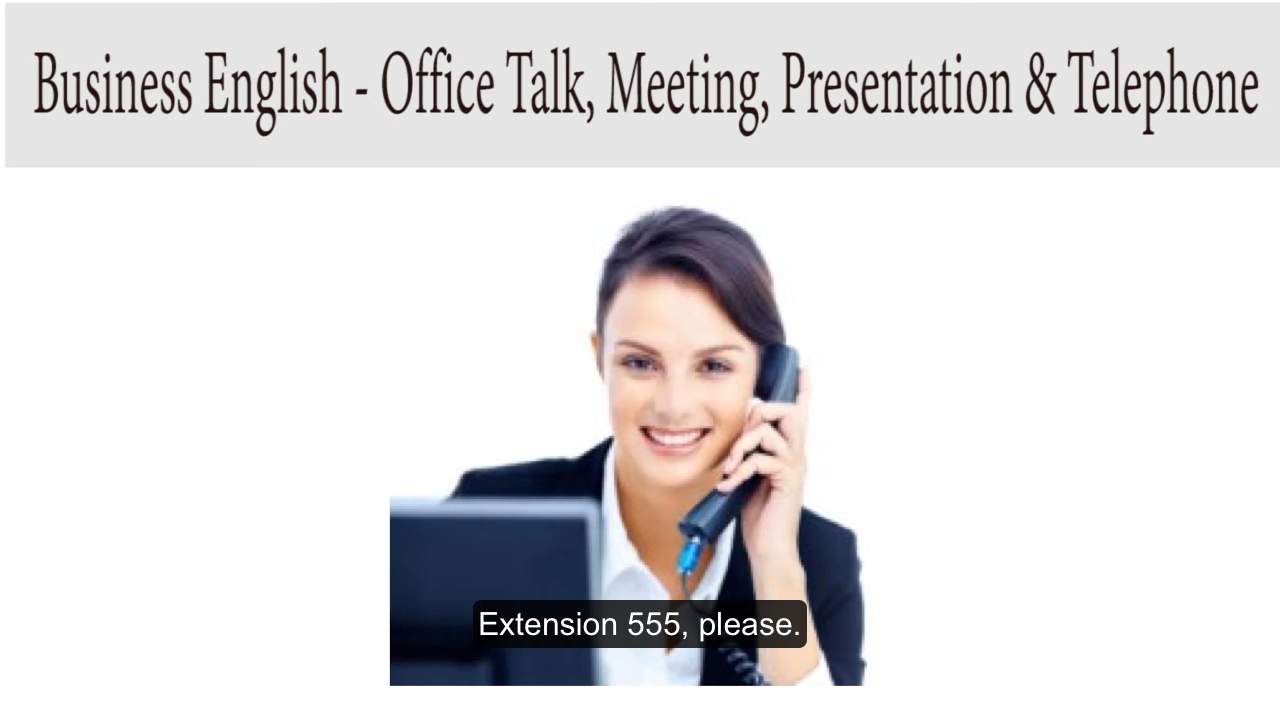 Business English - Office Talk, Meeting, Presentation & Telephone
Extension 555, please.